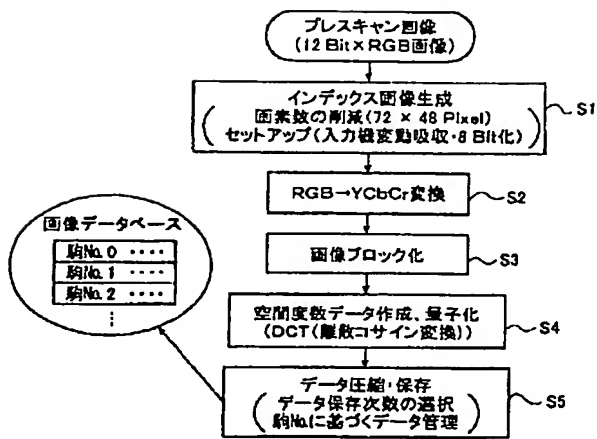 プレスキャン画像
(12 Bit×RGB画像)
インデックス画像生成
画素数の削減(72 × 48 Pixel)
セットアップ(入力機変動吸収・8 Bit化)
S1
RGB→YCbCr変換
S2
画像ブロック化
S3
空間度数データ作成、量子化
(DCT(離散コサイン変換))
S4
データ圧縮・保存
データ保存次数の選択
駒No.に基づくデータ管理
S5
画像データベース
駒No. 0 ····
駒No. 1 ····
駒No. 2 ····
⋮